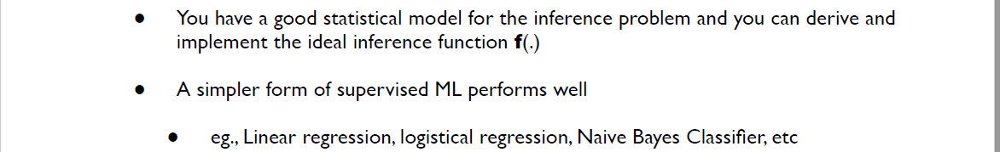 ● You have a good statistical model for the inference problem and you can derive and
implement the ideal inference function f(.)
● A simpler form of supervised ML performs well
● eg., Linear regression, logistical regression, Naive Bayes Classifier, etc